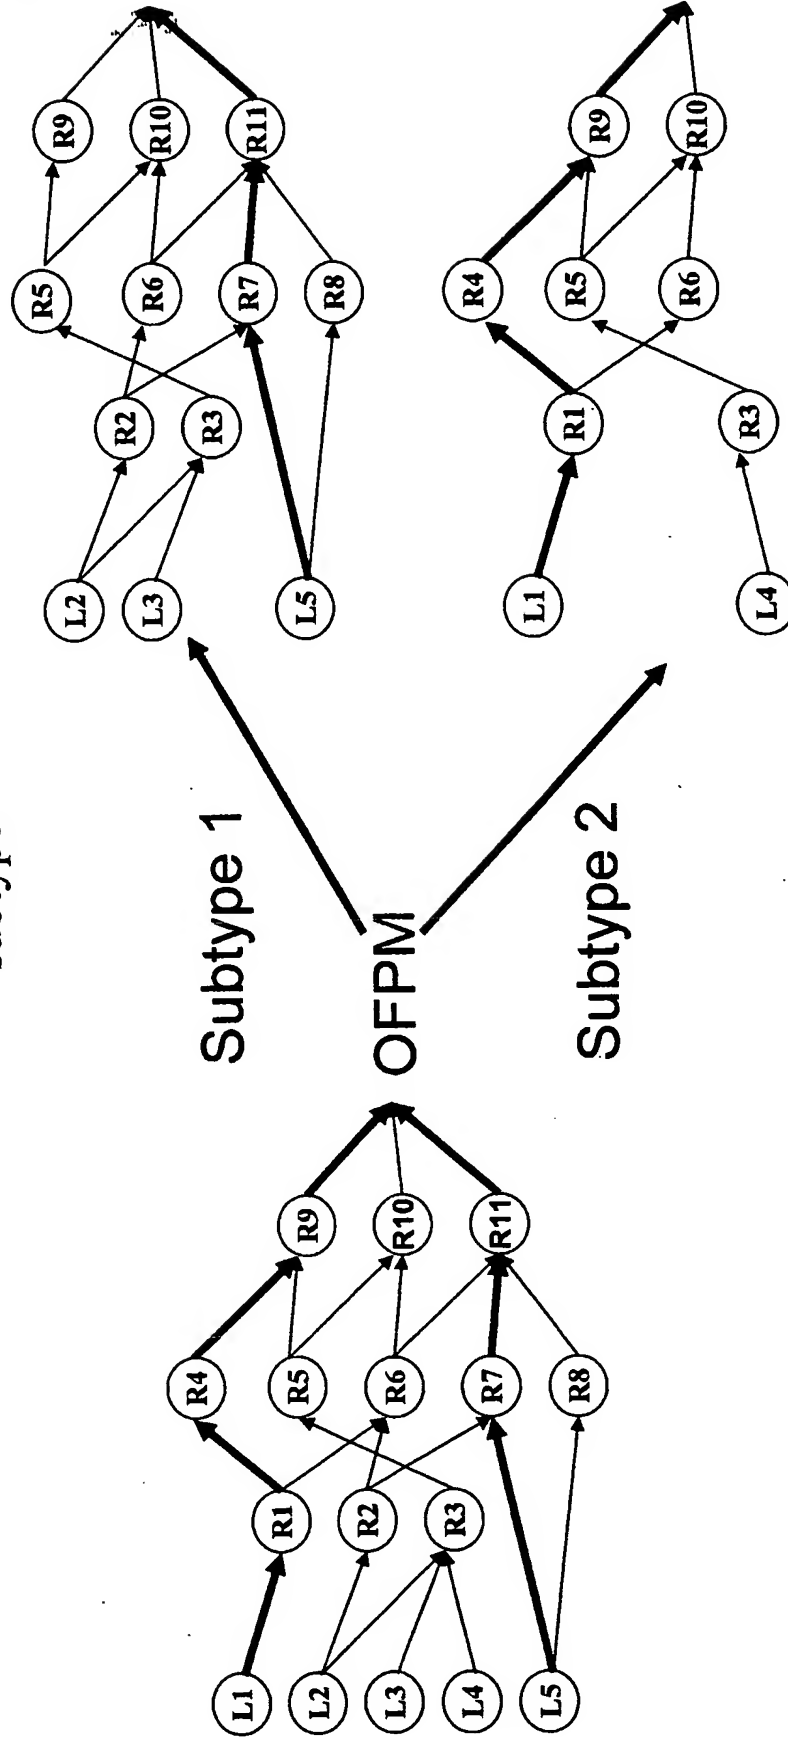 L1
L2
L3
L4
L5
R1
R2
R3
R4
R5
R6
R7
R8
R9
R10
R11
OFPM
Subtype 1
Subtype 2
L2
L3
L5
R2
R3
R5
R6
R7
R8
R9
R10
R11
L1
L4
R1
R3
R4
R5
R6
R9
R10